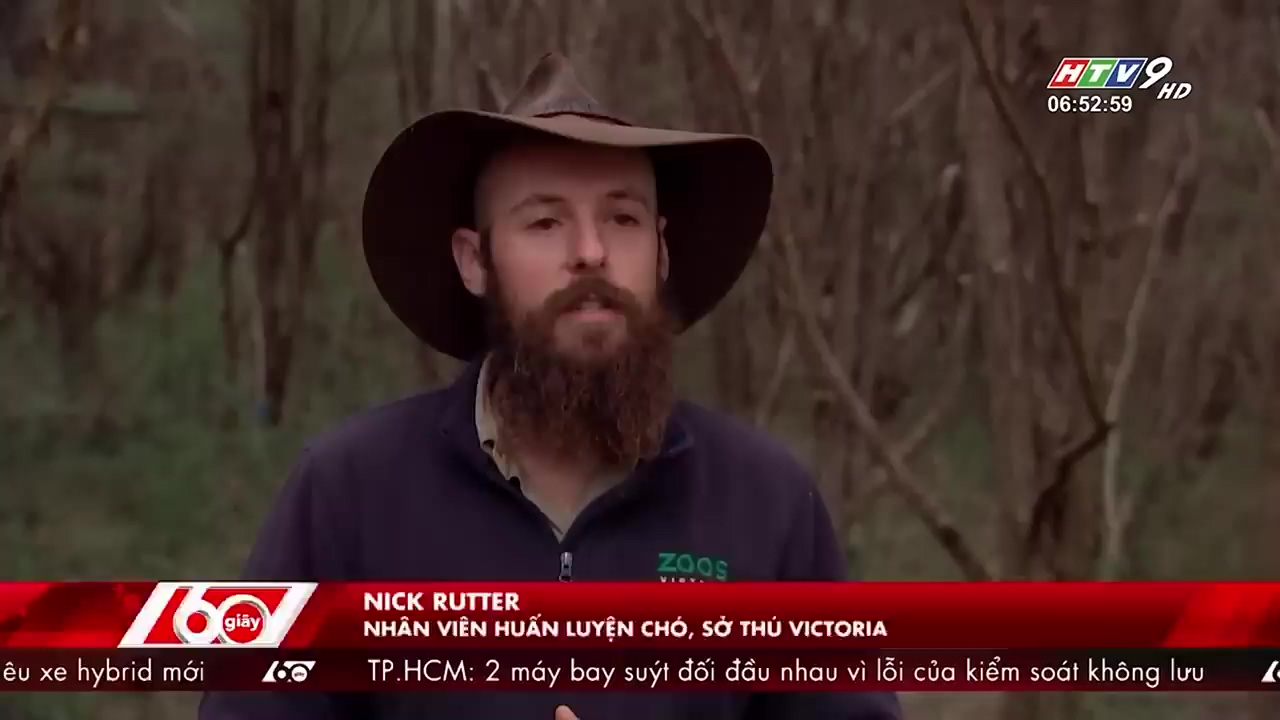 HTV9 HD
06:52:59
ZOOS
60 giây
NICK RUTTER
NHÂN VIÊN HUẤN LUYỆN CHÓ, SỞ THÚ VICTORIA
êu xe hybrid mới 60 giây TP.HCM: 2 máy bay suýt đối đầu nhau vì lỗi của kiểm soát không lưu